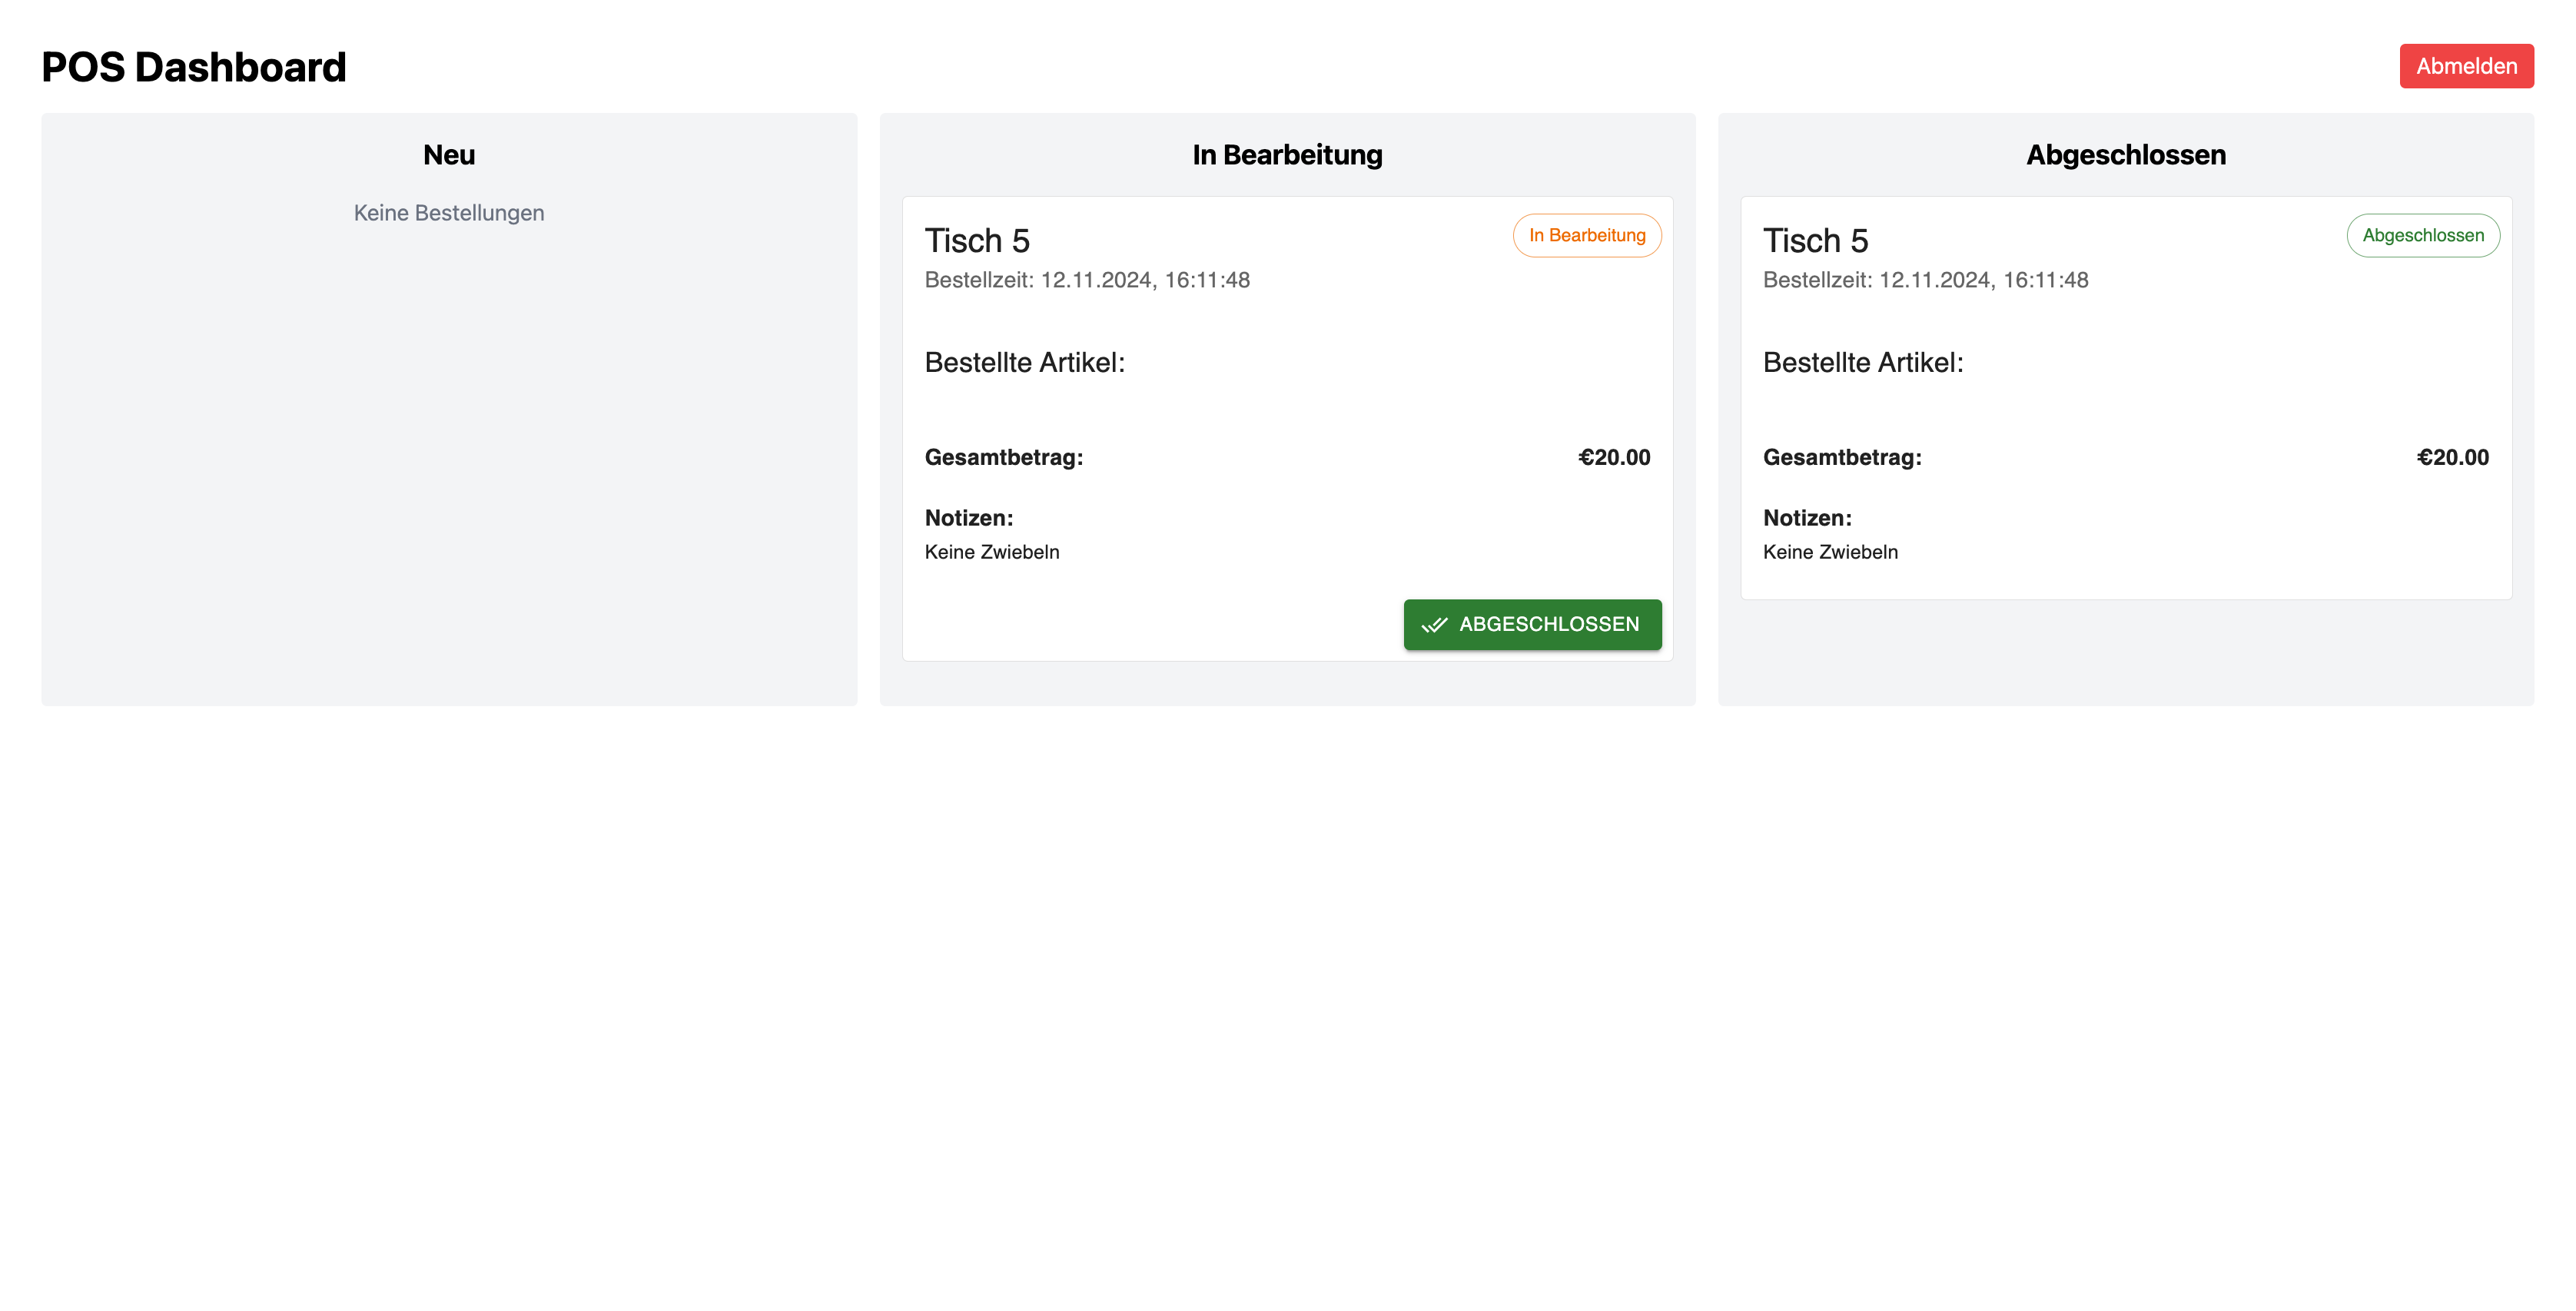 POS Dashboard
Abmelden
Neu
Keine Bestellungen
In Bearbeitung
Tisch 5
In Bearbeitung
Bestellzeit: 12.11.2024, 16:11:48
Bestellte Artikel:
Gesamtbetrag: €20.00
Notizen:
Keine Zwiebeln
ABGESCHLOSSEN
Abgeschlossen
Tisch 5
Abgeschlossen
Bestellzeit: 12.11.2024, 16:11:48
Bestellte Artikel:
Gesamtbetrag: €20.00
Notizen:
Keine Zwiebeln